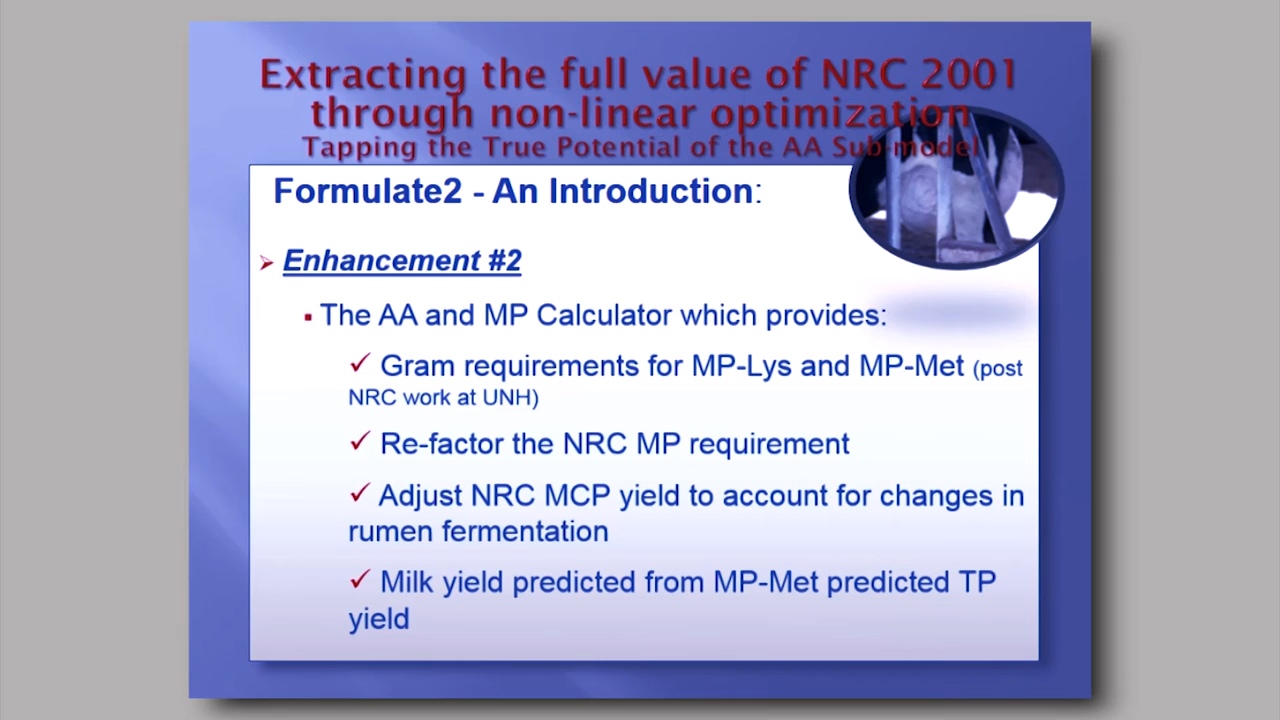 Extracting the full value of NRC 2001
through non-linear optimization
Tapping the True Potential of the AA Sub-model
Formulate2 - An Introduction:
➢ Enhancement #2
▪ The AA and MP Calculator which provides:
✓ Gram requirements for MP-Lys and MP-Met (post
NRC work at UNH)
✓ Re-factor the NRC MP requirement
✓ Adjust NRC MCP yield to account for changes in
rumen fermentation
✓ Milk yield predicted from MP-Met predicted TP
yield